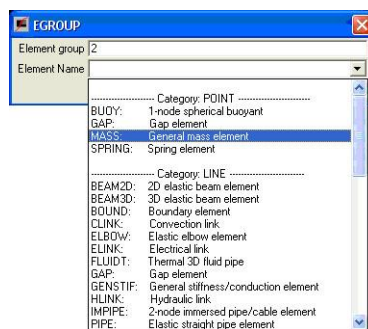 EGROUP
Element group 2
Element Name
-------------------- Category: POINT -----------------------
BUOY: 1-node spherical buoyant
GAP: Gap element
MASS: General mass element
SPRING: Spring element
-------------------- Category: LINE ------------------------
BEAM2D: 2D elastic beam element
BEAM3D: 3D elastic beam element
BOUND: Boundary element
CLINK: Convection link
ELBOW: Elastic elbow element
ELINK: Electrical link
FLUIDT: Thermal 3D fluid pipe
GAP: Gap element
GENSTIF: General stiffness/conduction element
HLINK: Hydraulic link
IMPIPE: 2-node immersed pipe/cable element
PIPE: Elastic straight pipe element